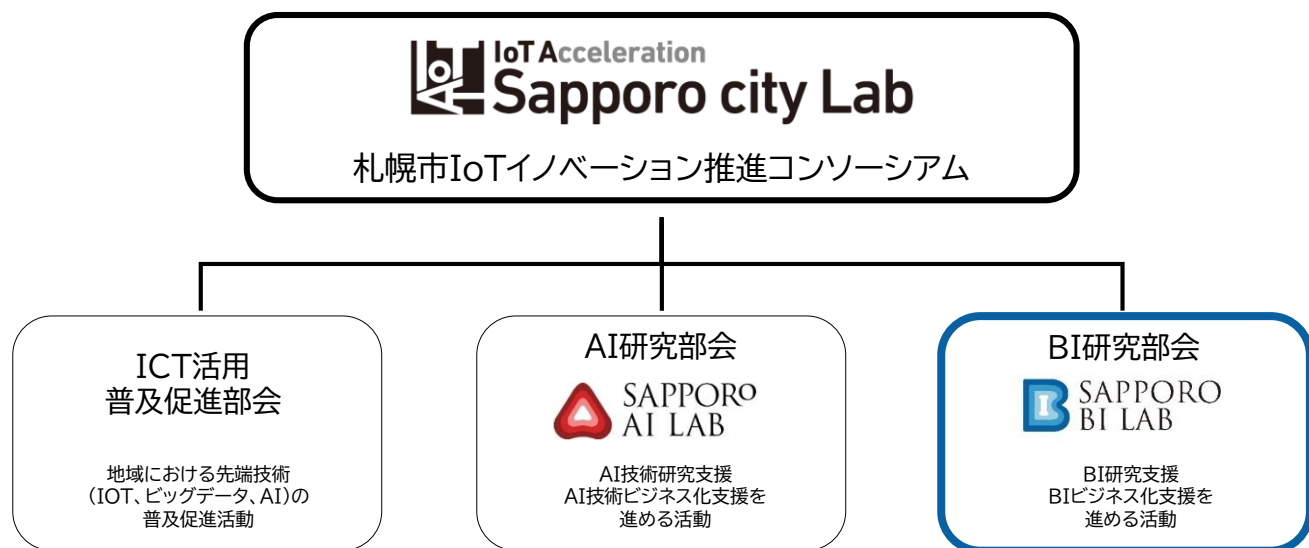 IoT Acceleration
Sapporo city Lab
札幌市IoTイノベーション推進コンソーシアム
ICT活用
普及促進部会
地域における先端技術
(IOT、ビッグデータ、AI)の
普及促進活動
AI研究部会
SAPPORO
AI LAB
AI技術研究支援
AI技術ビジネス化支援を
進める活動
BI研究部会
SAPPORO
BI LAB
BI研究支援
BIビジネス化支援を
進める活動